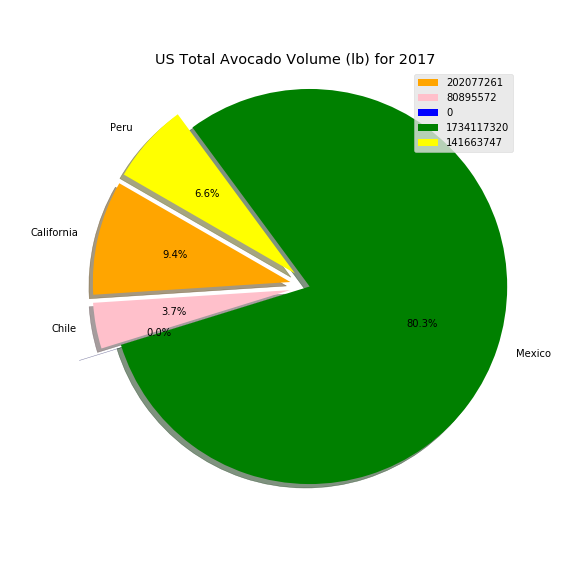 US Total Avocado Volume (lb) for 2017
202077261
80895572
0
1734117320
141663747
Peru
6.6%
California
9.4%
3.7%
Chile
0.0%
80.3%
Mexico